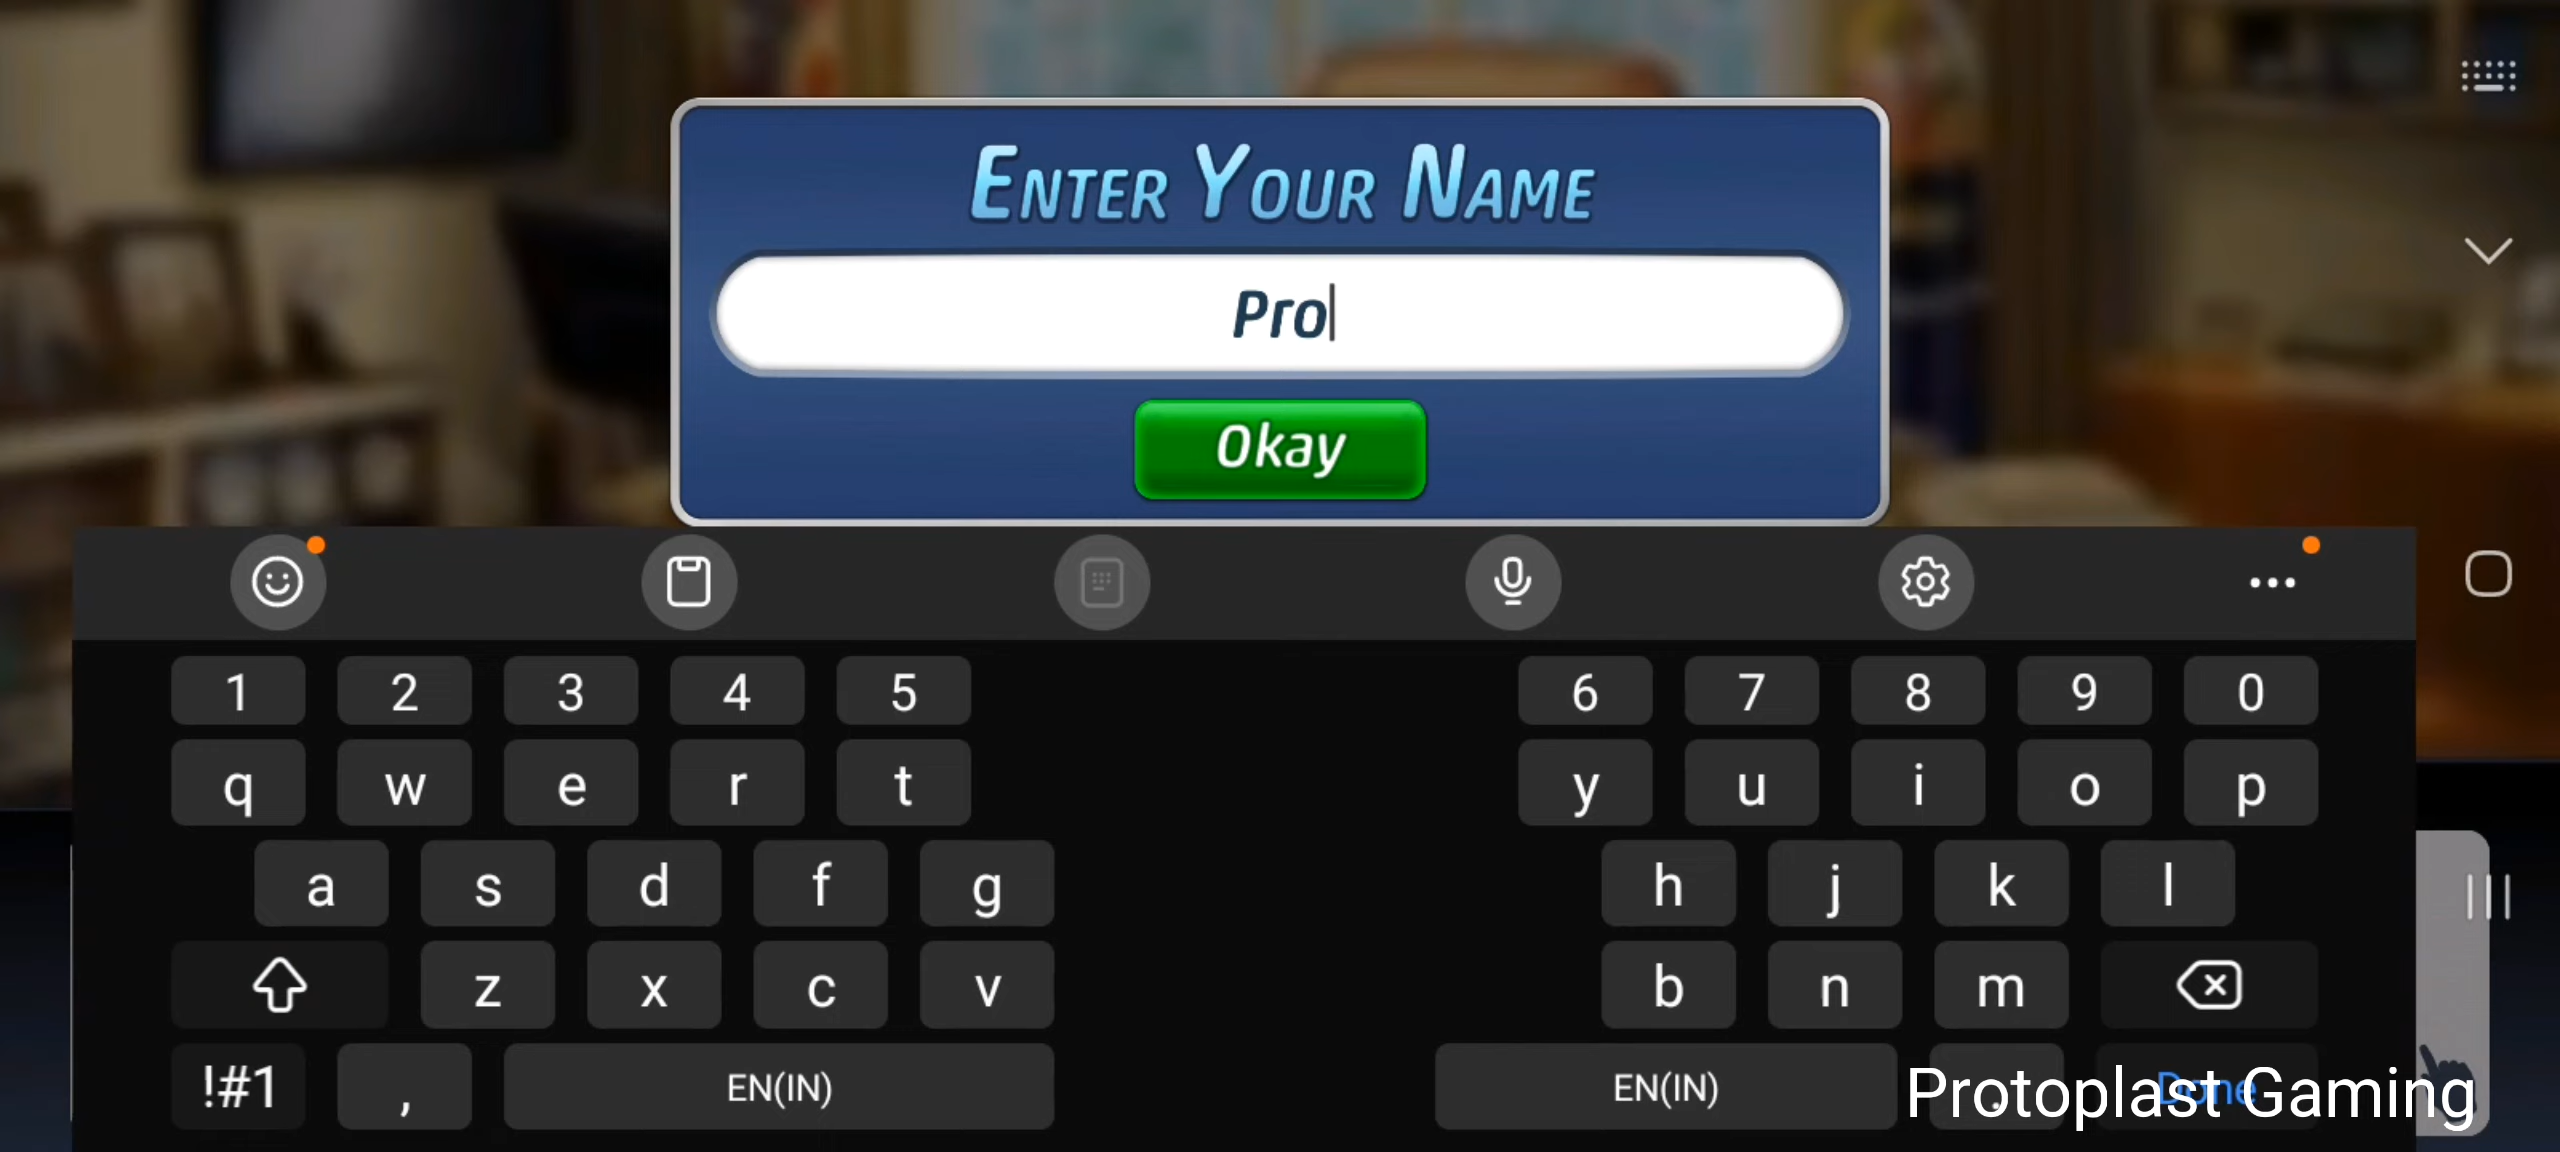 Enter Your Name
Pro
Okay
1 2 3 4 5 6 7 8 9 0
q w e r t y u i o p
a s d f g h j k l
z x c v b n m
!#1 , EN(IN) EN(IN) . Done
Protoplast Gaming